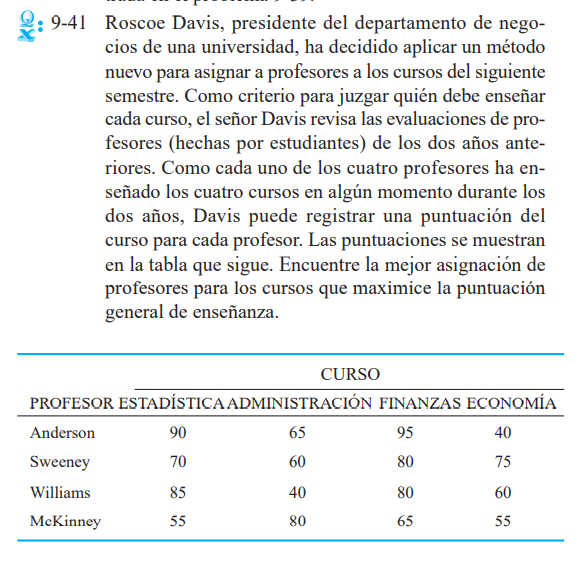 9-41 Roscoe Davis, presidente del departamento de nego-
cios de una universidad, ha decidido aplicar un método
nuevo para asignar a profesores a los cursos del siguiente
semestre. Como criterio para juzgar quién debe enseñar
cada curso, el señor Davis revisa las evaluaciones de pro-
fesores (hechas por estudiantes) de los dos años ante-
riores. Como cada uno de los cuatro profesores ha en-
señado los cuatro cursos en algún momento durante los
dos años, Davis puede registrar una puntuación del
curso para cada profesor. Las puntuaciones se muestran
en la tabla que sigue. Encuentre la mejor asignación de
profesores para los cursos que maximice la puntuación
general de enseñanza.
CURSO
PROFESOR ESTADÍSTICA ADMINISTRACIÓN FINANZAS ECONOMÍA
Anderson 90 65 95 40
Sweeney 70 60 80 75
Williams 85 40 80 60
McKinney 55 80 65 55